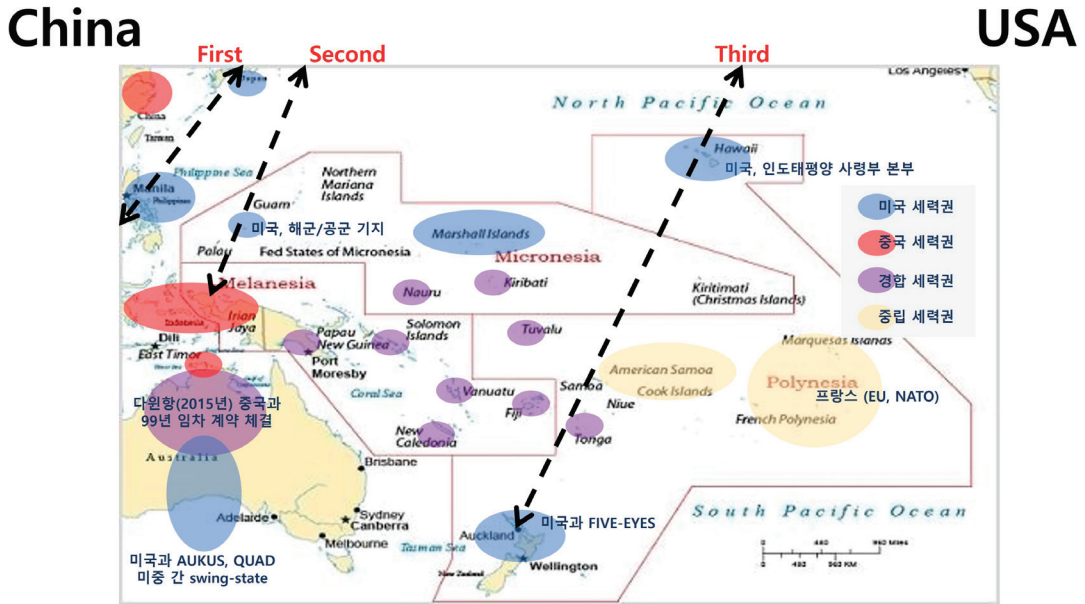 China
USA
First
Second
Third
Los Angeles
North Pacific Ocean
China
Taiwan
Philippine Sea
Northern
Mariana
Islands
Hawaii
미국, 인도태평양 사령부 본부
Manila
Philippines
Guam
미국, 해군/공군 기지
Marshall Islands
미국 세력권
중국 세력권
경합 세력권
중립 세력권
Palau
Fed States of Micronesia
Micronesia
Melanesia
Nauru
Kiribati
Kiritimati
(Christmas Islands)
Indonesia
Irian
Jaya
Dili
East Timor
Papau
New Guinea
Port
Moresby
Solomon
Islands
Tuvalu
Marquesas Islands
American Samoa
Cook Islands
Samoa
Niue
Polynesia
프랑스 (EU, NATO)
French Polynesia
Coral Sea
Vanuatu
Fiji
Tonga
New
Caledonia
다윈항(2015년) 중국과
99년 임차 계약 체결
Australia
Brisbane
Adelaide
Sydney
Canberra
Melbourne
Tasman Sea
South Pacific Ocean
미국과 FIVE-EYES
Auckland
Wellington
New Zealand
미국과 AUKUS, QUAD
미중 간 swing-state